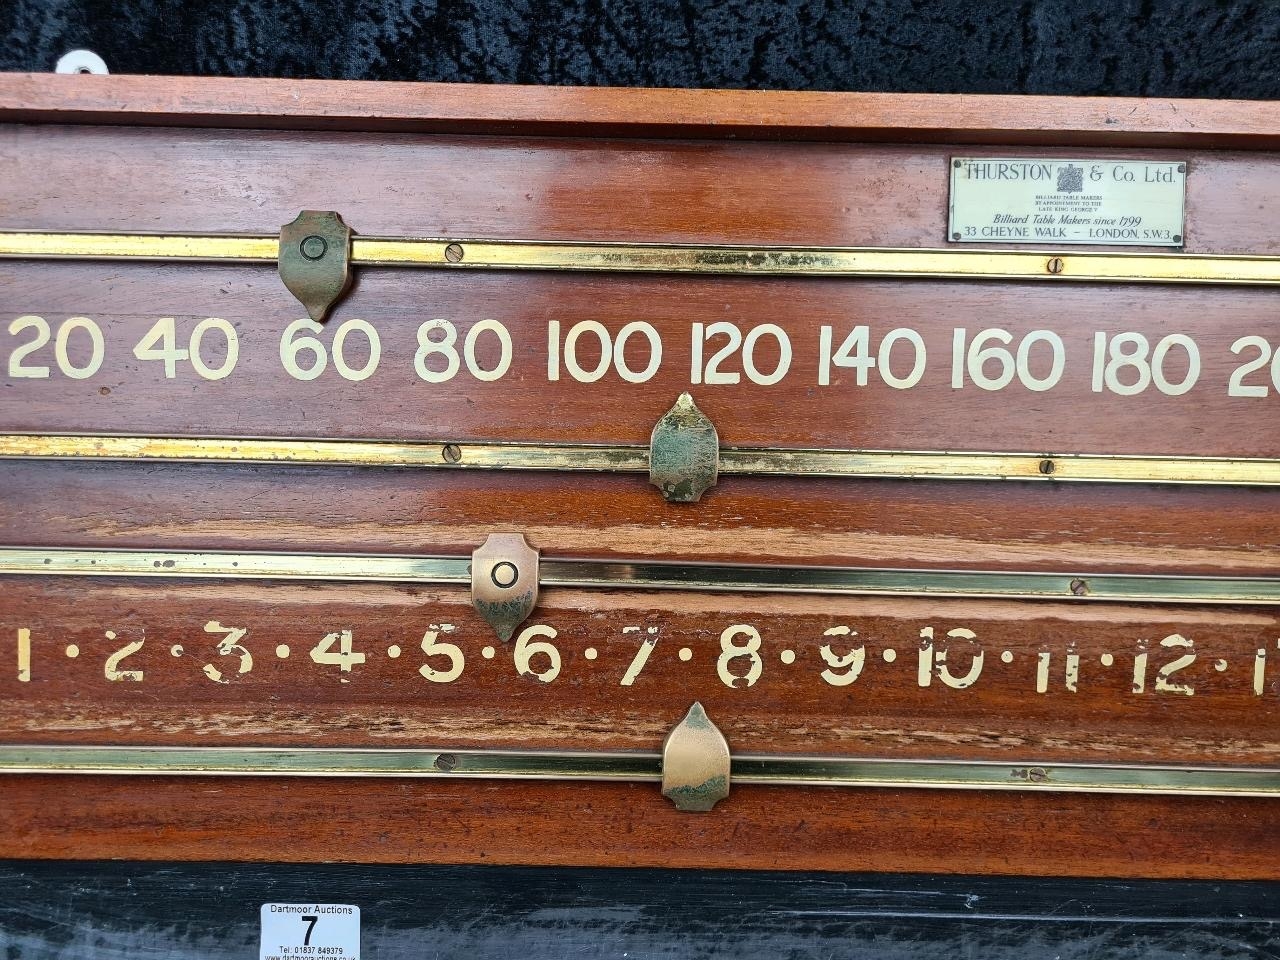 THURSTON & Co. Ltd.
BILLIARD TABLE MAKERS
BY APPOINTMENT TO THE
LATE KING GEORGE V
Billiard Table Makers since 1799
33 CHEYNE WALK - LONDON, S.W.3.
20 40 60 80 100 120 140 160 180 20
1 · 2 · 3 · 4 · 5 · 6 · 7 · 8 · 9 · 10 · 11 · 12 · 1
Dartmoor Auctions
7
Tel: 01837 849379
www.dartmoorauctions.co.uk